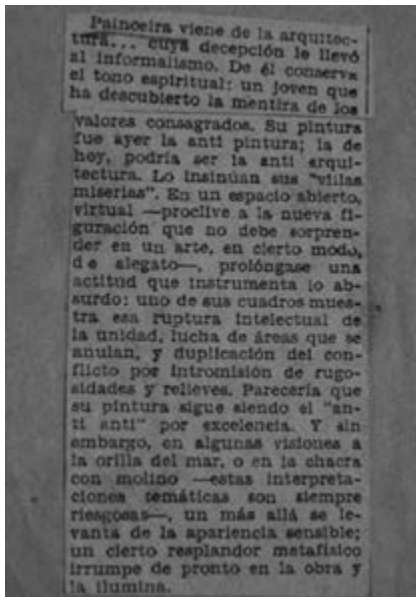 Painceira viene de la arquitec-
tura... cuya decepción le llevó
al informalismo. De él conserva
el tono espiritual: un joven que
ha descubierto la mentira de los
valores consagrados. Su pintura
fue ayer la anti pintura; la de
hoy, podría ser la anti arqui-
tectura. Lo insinúan sus "villas
miserias". En un espacio abierto,
virtual —proclive a la nueva fi-
guración que no debe sorpren-
der en un arte, en cierto modo,
de alegato—, prolóngase una
actitud que instrumenta lo ab-
surdo: uno de sus cuadros mues-
tra esa ruptura intelectual de
la unidad, lucha de áreas que se
anulan, y duplicación del con-
flicto por intromisión de rugo-
sidades y relieves. Parecería que
su pintura sigue siendo el "an-
ti anti" por excelencia. Y sin
embargo, en algunas visiones a
la orilla del mar, o en la chacra
con molino —estas interpreta-
ciones temáticas son siempre
riesgosas—, un más allá se le-
vanta de la apariencia sensible;
un cierto resplandor metafísico
irrumpe de pronto en la obra y
la ilumina.